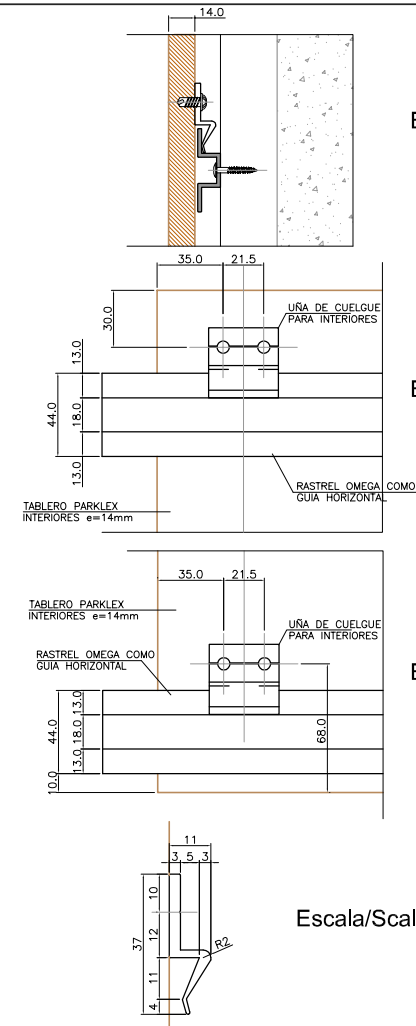 14.0
E
35.0
21.5
30.0
UÑA DE CUELGUE
PARA INTERIORES
13.0
44.0
18.0
13.0
E
RASTREL OMEGA COMO
GUIA HORIZONTAL
TABLERO PARKLEX
INTERIORES e=14mm
35.0
21.5
TABLERO PARKLEX
INTERIORES e=14mm
UÑA DE CUELGUE
PARA INTERIORES
RASTREL OMEGA COMO
GUIA HORIZONTAL
E
13.0
44.0
18.0
13.0
10.0
68.0
11
3 5 3
10
12
37
11
4
R2
Escala/Scal